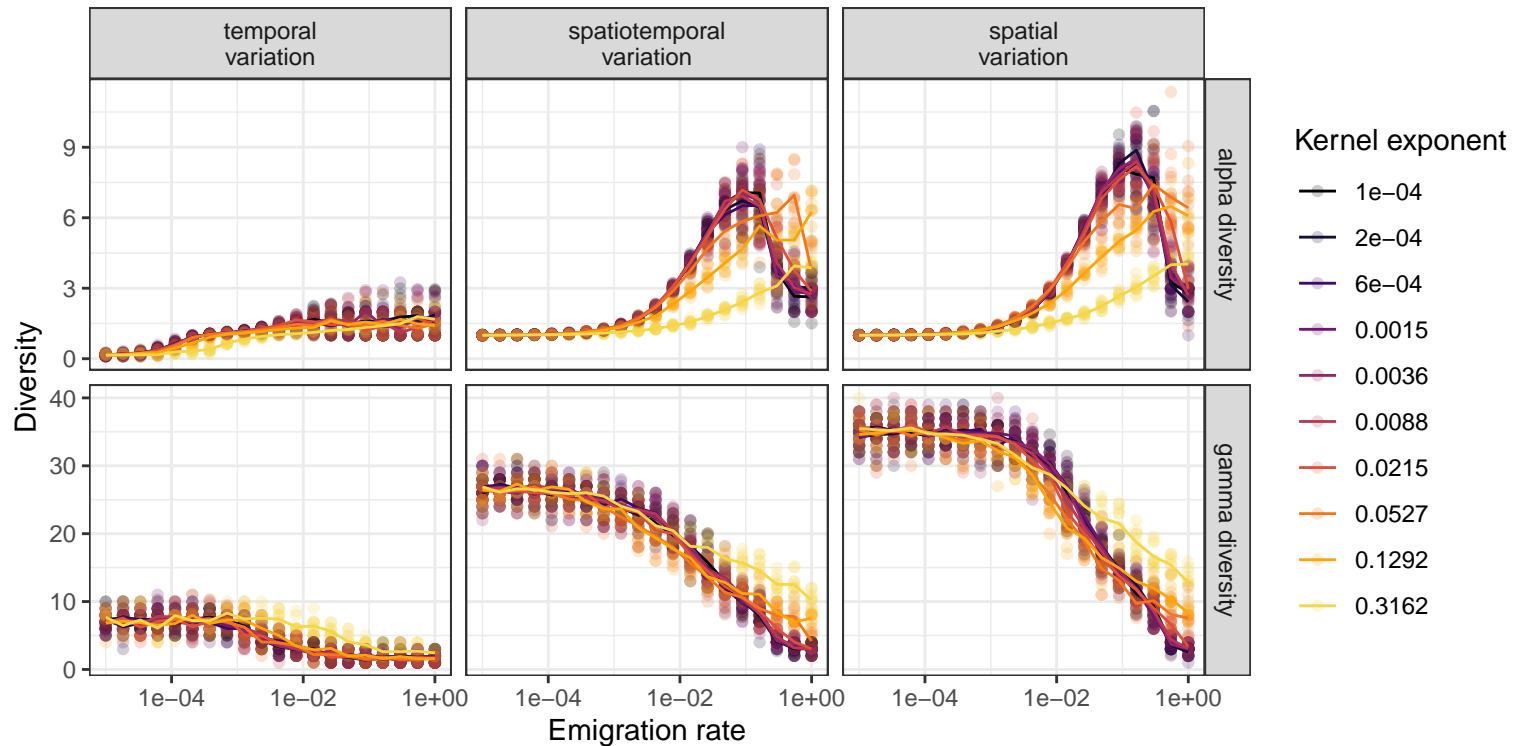 temporal
variation
spatiotemporal
variation
spatial
variation
Diversity
9
6
3
0
alpha diversity
40
30
20
10
0
gamma diversity
1e−04
1e−02
1e+00
1e−04
1e−02
1e+00
1e−04
1e−02
1e+00
Emigration rate
Kernel exponent
1e−04
2e−04
6e−04
0.0015
0.0036
0.0088
0.0215
0.0527
0.1292
0.3162